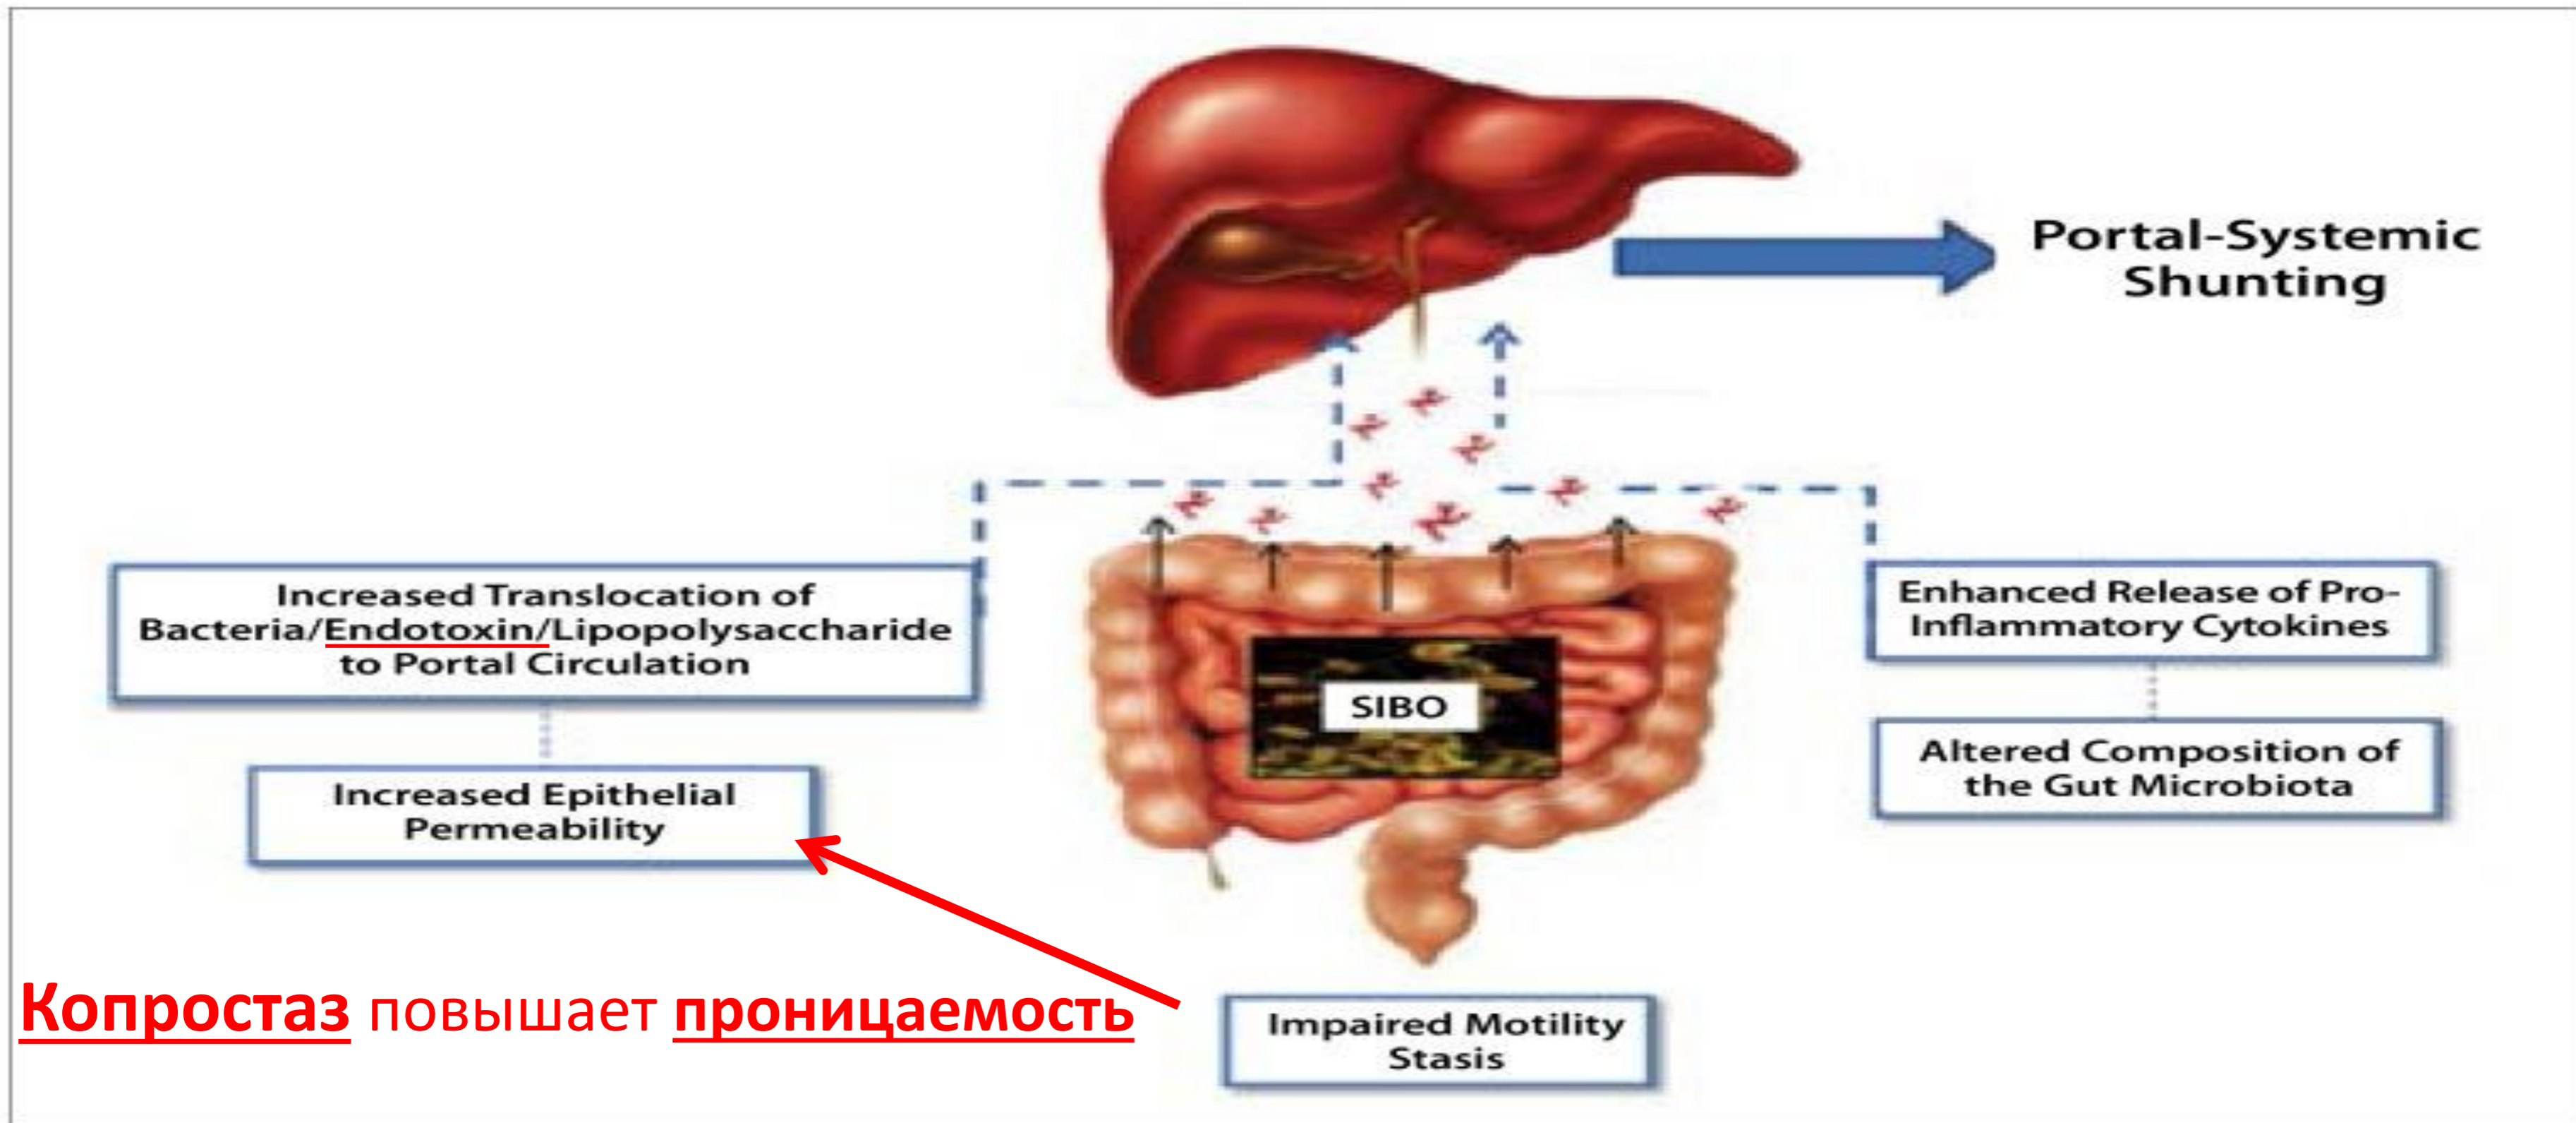 Portal-Systemic
Shunting
Increased Translocation of
Bacteria/Endotoxin/Lipopolysaccharide
to Portal Circulation
Increased Epithelial
Permeability
SIBO
Enhanced Release of Pro-
Inflammatory Cytokines
Altered Composition of
the Gut Microbiota
Копростаз повышает проницаемость
Impaired Motility
Stasis